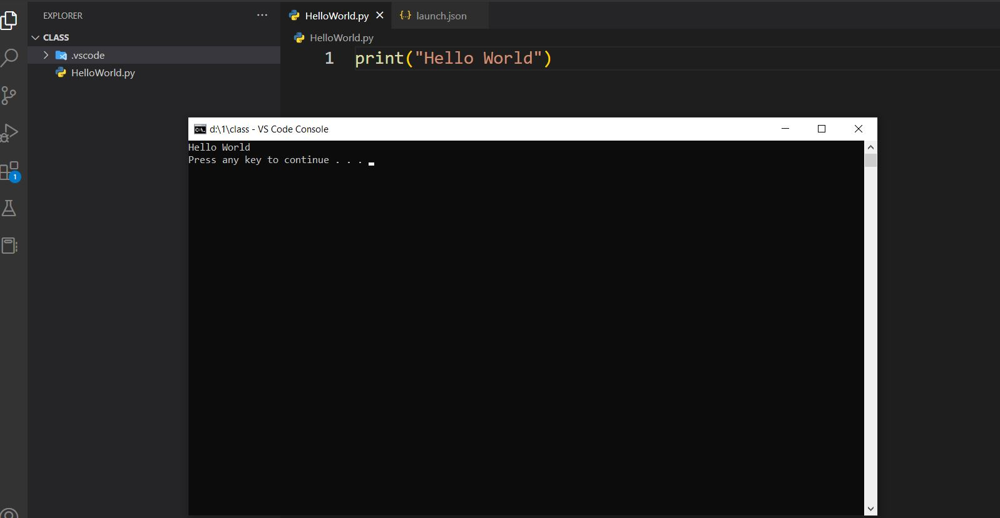 EXPLORER ···
CLASS
.vscode
HelloWorld.py
HelloWorld.py
launch.json
HelloWorld.py
1 print("Hello World")
1
d:\1\class - VS Code Console
Hello World
Press any key to continue . . .